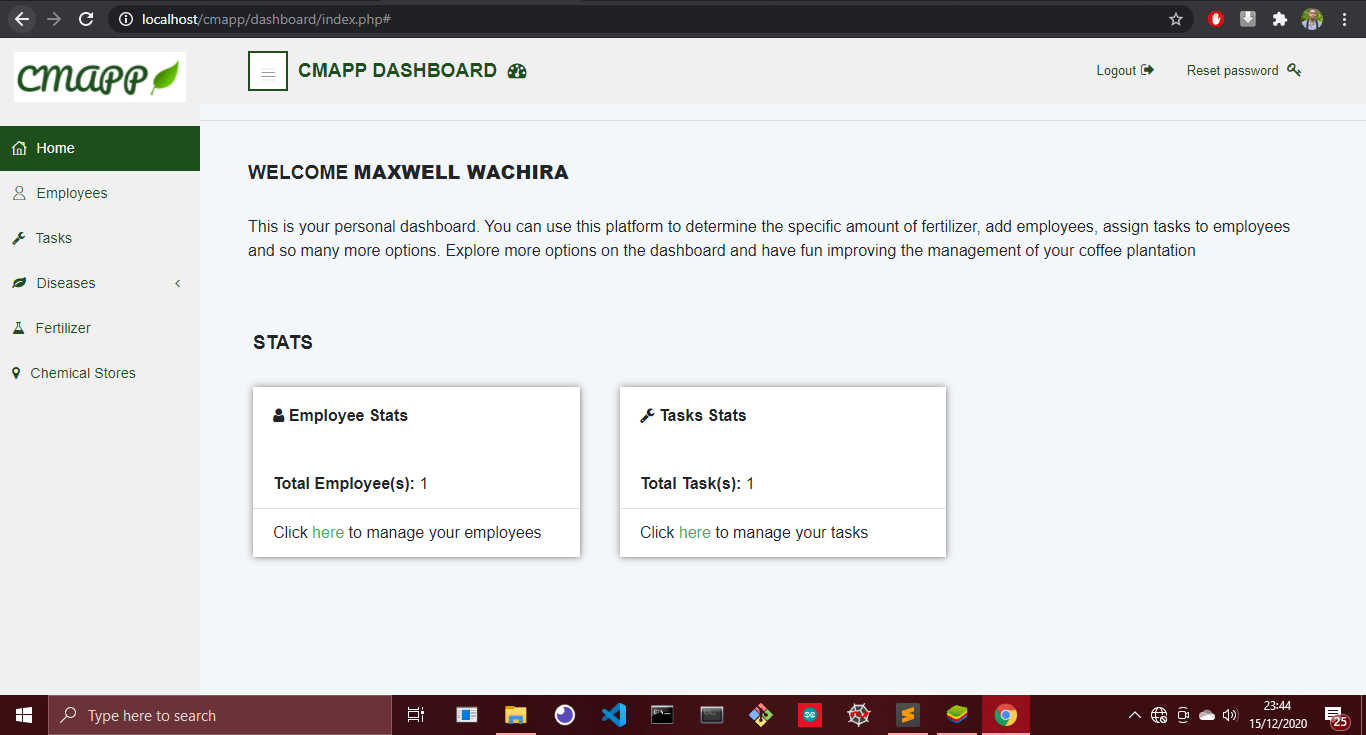 localhost/cmapp/dashboard/index.php#
cmapp
CMAPP DASHBOARD
Logout
Reset password
Home
Employees
Tasks
Diseases
Fertilizer
Chemical Stores
WELCOME MAXWELL WACHIRA
This is your personal dashboard. You can use this platform to determine the specific amount of fertilizer, add employees, assign tasks to employees
and so many more options. Explore more options on the dashboard and have fun improving the management of your coffee plantation
STATS
Employee Stats
Total Employee(s): 1
Click here to manage your employees
Tasks Stats
Total Task(s): 1
Click here to manage your tasks
Type here to search
23:44
15/12/2020
25